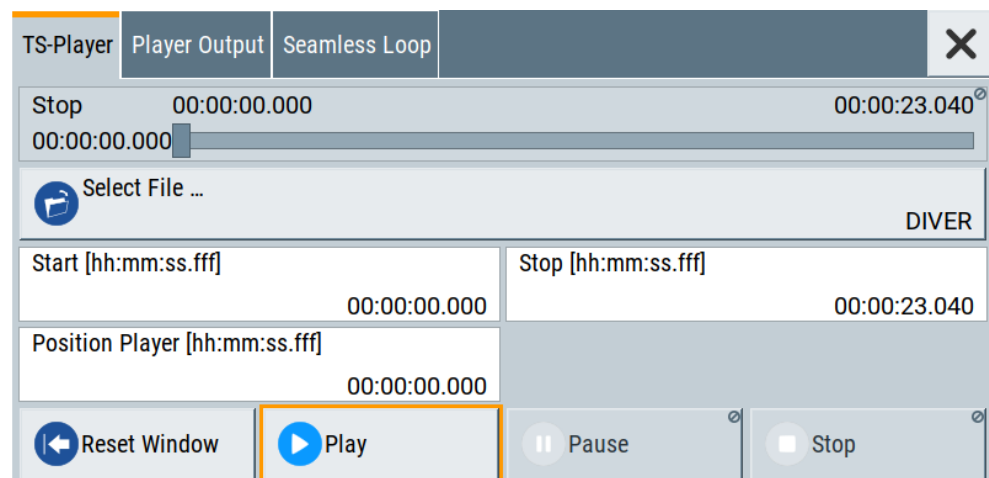 TS-Player Player Output Seamless Loop
Stop 00:00:00.000 00:00:23.040
00:00:00.000
Select File ...
DIVER
Start [hh:mm:ss.fff] Stop [hh:mm:ss.fff]
00:00:00.000 00:00:23.040
Position Player [hh:mm:ss.fff]
00:00:00.000
Reset Window Play Pause Stop